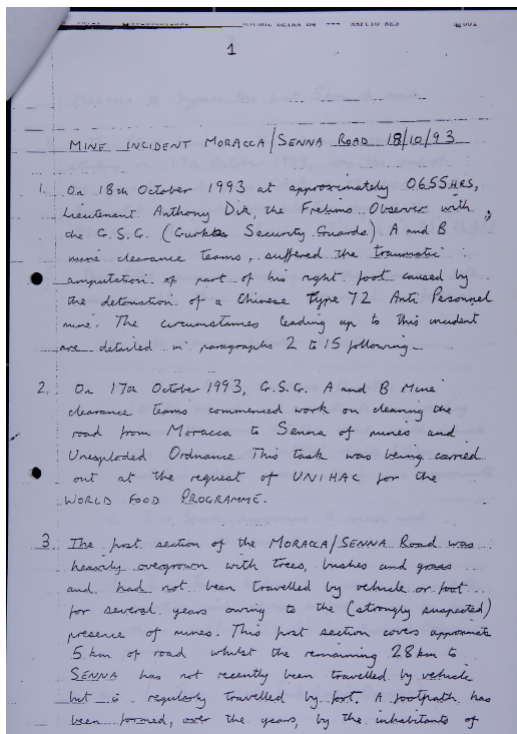 1
MINE INCIDENT MORACCA/SENNA ROAD 18/10/93
1. On 18th October 1993 at approximately 0655HRS,
Lieutenant Anthony Dik, the Frelimo Observer with
the G.S.G. (Gurkha Security Guards) A and B
mine clearance teams, suffered the traumatic
amputation of part of his right foot caused by
the detonation of a Chinese Type 72 Anti Personnel
mine. The circumstances leading up to this incident
are detailed in paragraphs 2 to 15 following.
2. On 17th October 1993, G.S.G. A and B Mine
clearance teams commenced work on clearing the
road from Moracca to Senna of mines and
Unexploded Ordnance. This task was being carried
out at the request of UNIHAC for the
WORLD FOOD PROGRAMME.
3. The first section of the MORACCA/SENNA Road was
heavily overgrown with trees, bushes and grass
and had not been travelled by vehicle or foot
for several years owing to the (strongly suspected)
presence of mines. This first section covers approximate
5 km of road whilst the remaining 28 km to
SENNA has not recently been travelled by vehicle
but is regularly travelled by foot. A footpath has
been formed, over the years, by the inhabitants of